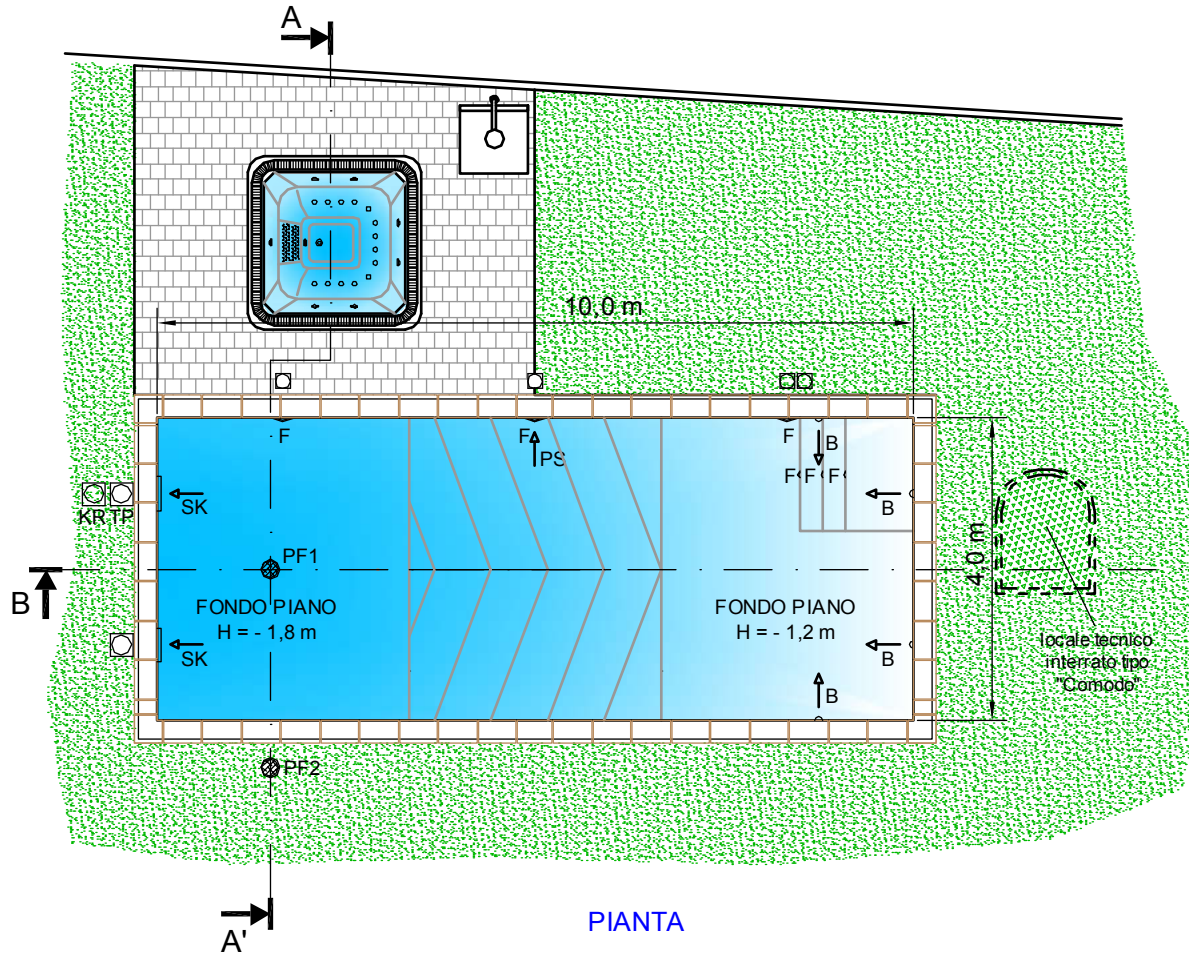 A
10,0 m
F
F
PS
F
B
F F F
SK
B
KR TP
PF1
4,0 m
B
FONDO PIANO
H = - 1,8 m
FONDO PIANO
H = - 1,2 m
SK
B
locale tecnico
interrato tipo
"Comodo"
B
PF2
A'
PIANTA